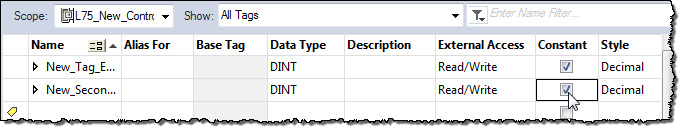 Scope: L75_New_Contro Show: All Tags Enter Name Filter...
Name Alias For Base Tag Data Type Description External Access Constant Style
New_Tag_E... DINT Read/Write Decimal
New_Secon... DINT Read/Write Decimal